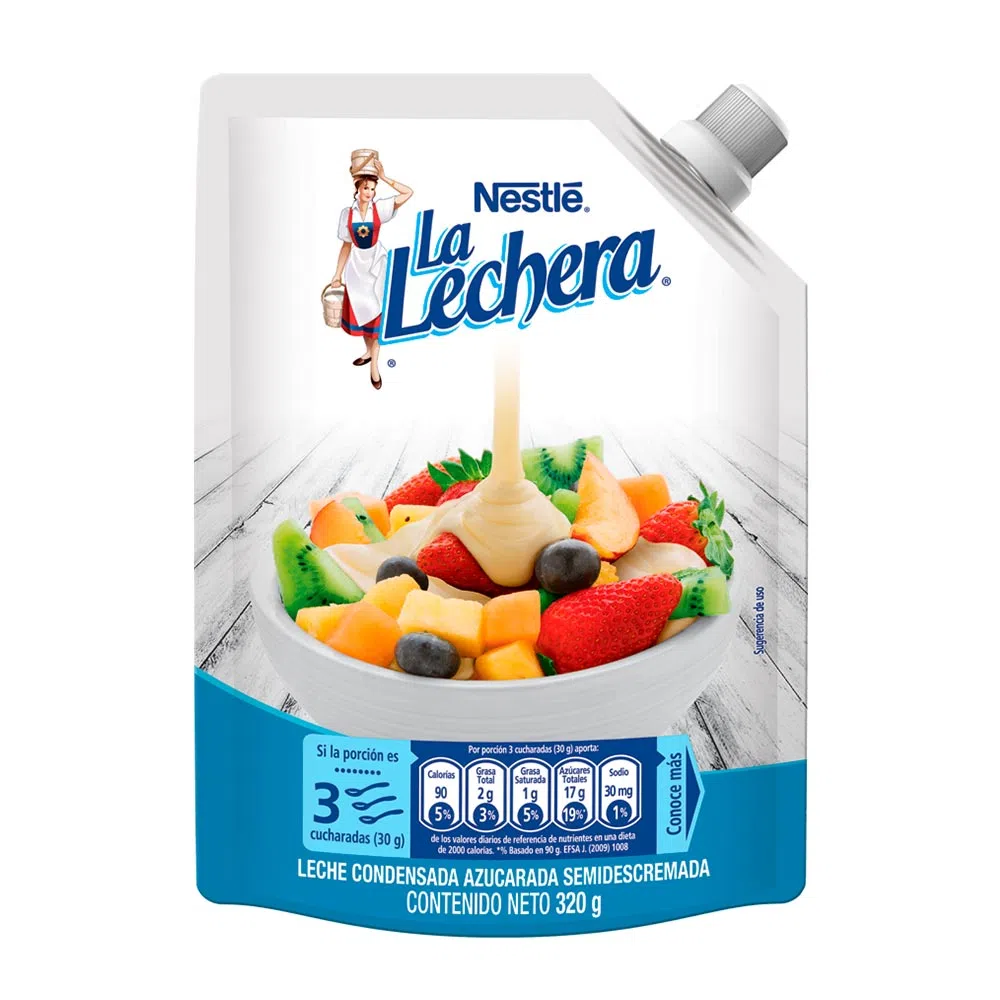 Nestlé®
La
Lechera®
®
Sugerencia de uso
Si la porción es
3
cucharadas (30 g)
Por porción 3 cucharadas (30 g) aporta:
Calorías
90
5%
Grasa
Total
2 g
3%
Grasa
Saturada
1 g
5%
Azúcares
Totales
17 g
19%*
Sodio
30 mg
1%
de los valores diarios de referencia de nutrientes en una dieta
de 2000 calorías. *% Basado en 90 g. EFSA J. (2009) 1008
Conoce más
LECHE CONDENSADA AZUCARADA SEMIDESCREMADA
CONTENIDO NETO 320 g